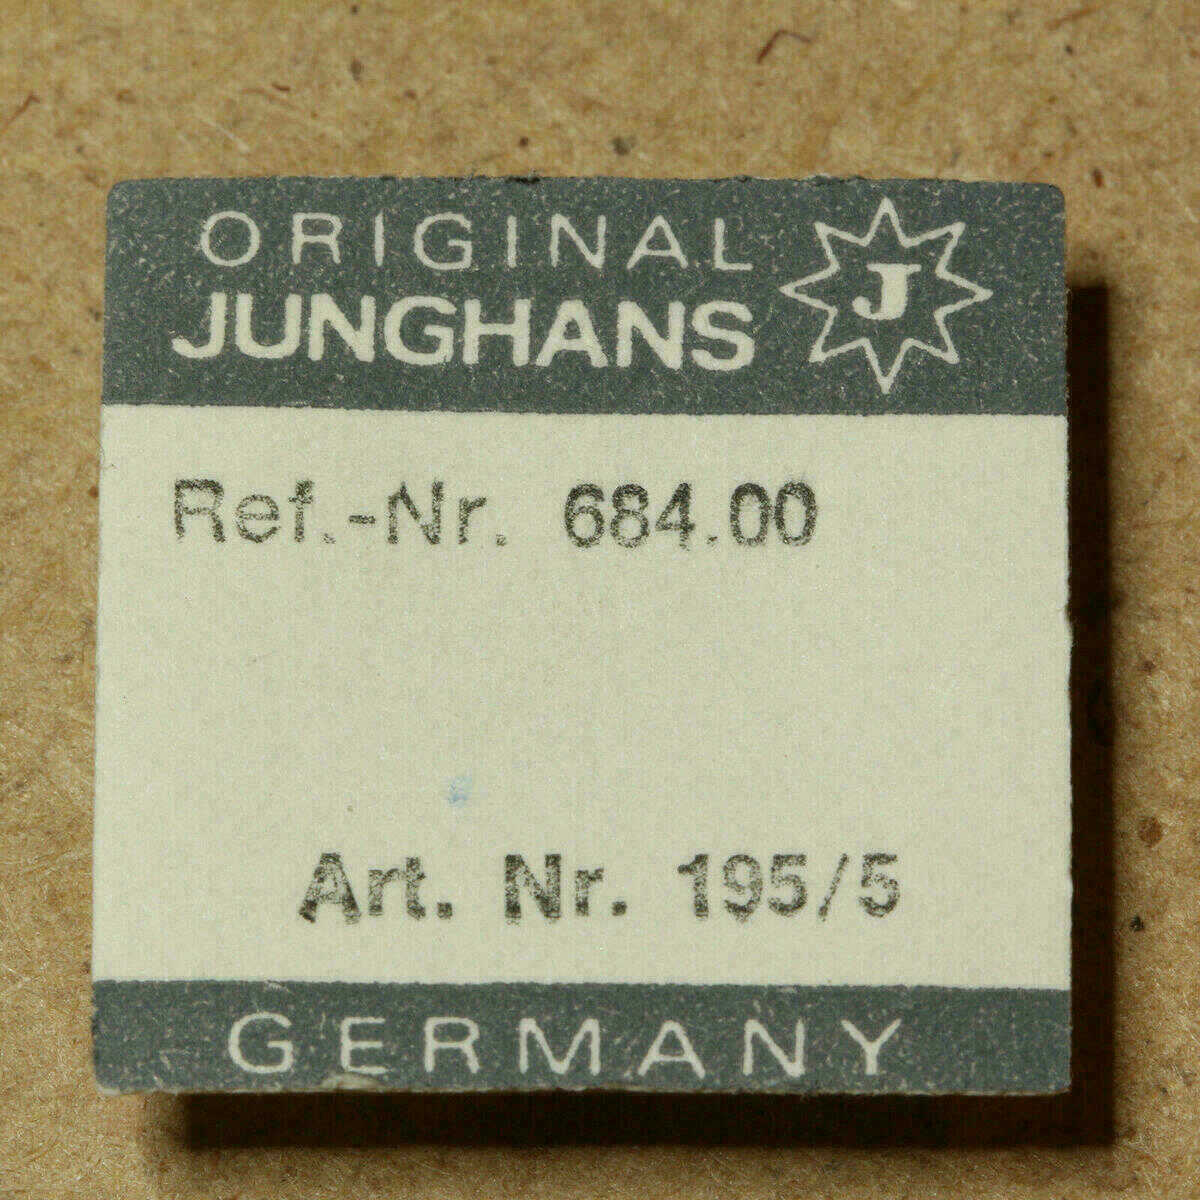 ORIGINAL
JUNGHANS
J
Ref.-Nr. 684.00
Art. Nr. 195/5
GERMANY